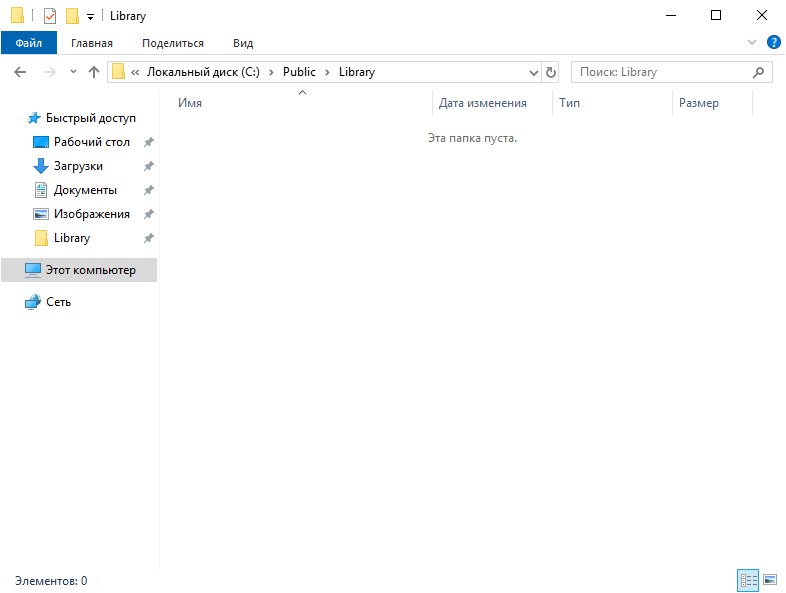 Library
Файл Главная Поделиться Вид
« Локальный диск (C:) Public Library Поиск: Library
Имя Дата изменения Тип Размер
Эта папка пуста.
Быстрый доступ
Рабочий стол
Загрузки
Документы
Изображения
Library
Этот компьютер
Сеть
Элементов: 0